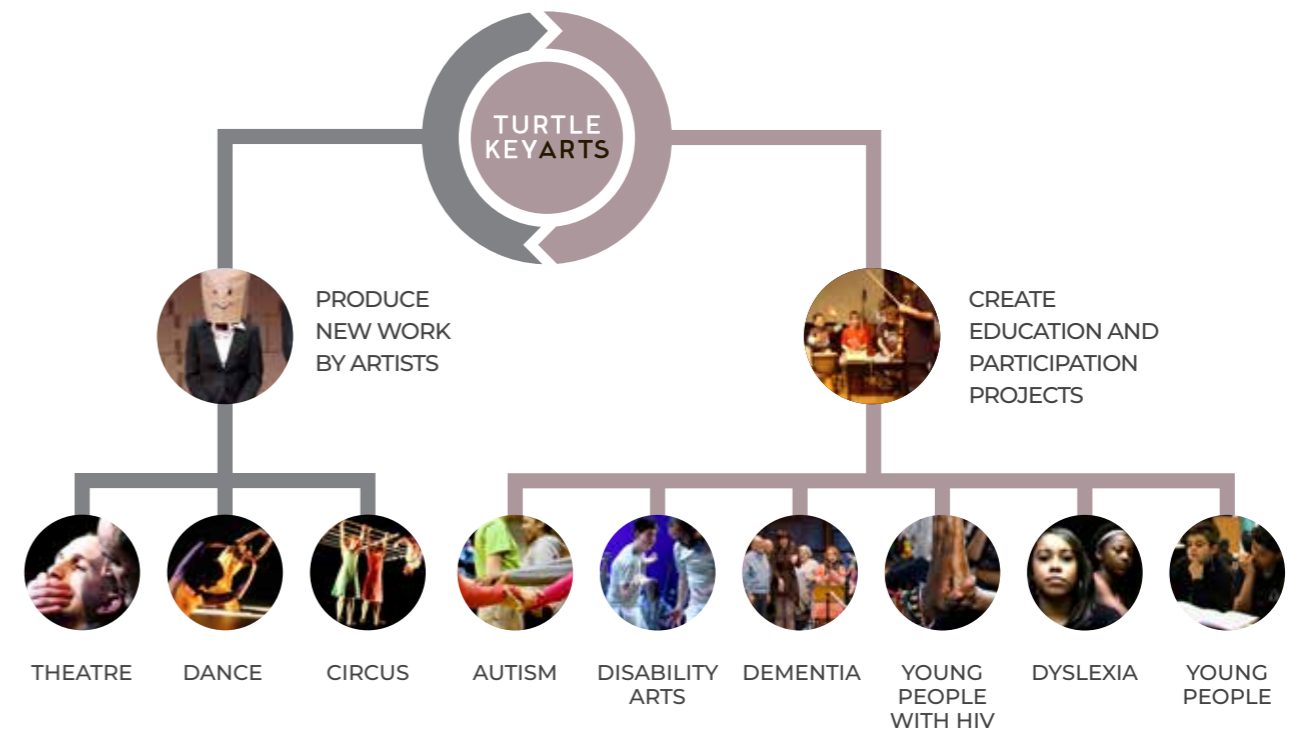 TURTLE
KEYARTS
PRODUCE
NEW WORK
BY ARTISTS
CREATE
EDUCATION AND
PARTICIPATION
PROJECTS
THEATRE
DANCE
CIRCUS
AUTISM
DISABILITY
ARTS
DEMENTIA
YOUNG
PEOPLE
WITH HIV
DYSLEXIA
YOUNG
PEOPLE